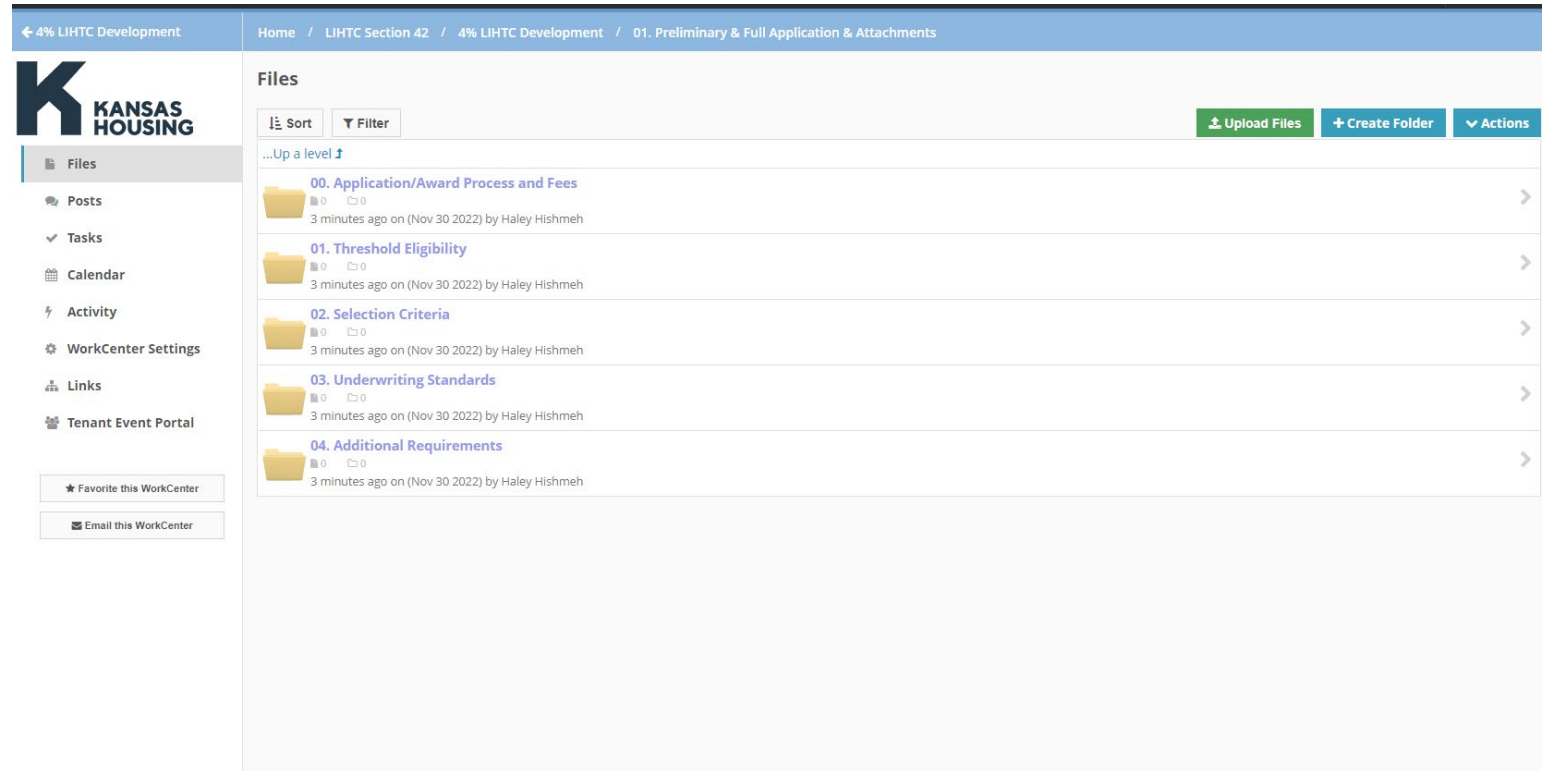 4% LIHTC Development
Home / LIHTC Section 42 / 4% LIHTC Development / 01. Preliminary & Full Application & Attachments
KANSAS
HOUSING
Files
Posts
Tasks
Calendar
Activity
WorkCenter Settings
Links
Tenant Event Portal
Favorite this WorkCenter
Email this WorkCenter
Files
Sort Filter Upload Files + Create Folder Actions
...Up a level
00. Application/Award Process and Fees
0 0
3 minutes ago on (Nov 30 2022) by Haley Hishmeh
01. Threshold Eligibility
0 0
3 minutes ago on (Nov 30 2022) by Haley Hishmeh
02. Selection Criteria
0 0
3 minutes ago on (Nov 30 2022) by Haley Hishmeh
03. Underwriting Standards
0 0
3 minutes ago on (Nov 30 2022) by Haley Hishmeh
04. Additional Requirements
0 0
3 minutes ago on (Nov 30 2022) by Haley Hishmeh